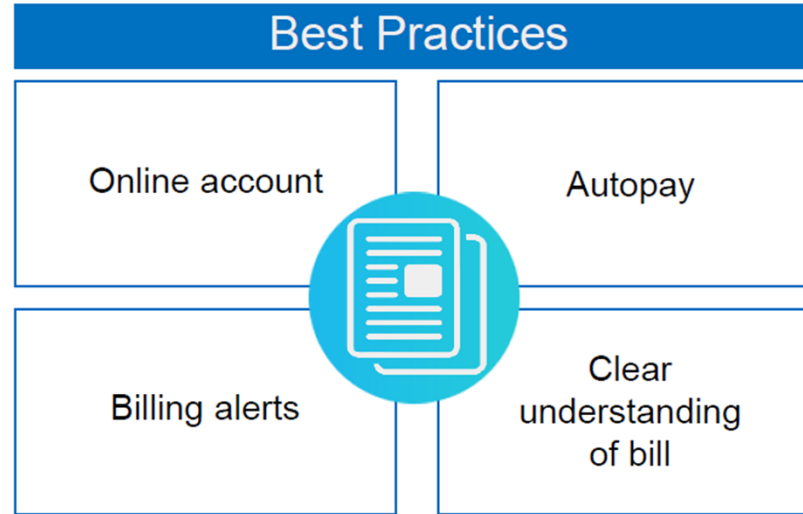 Best Practices
Online account
Autopay
Billing alerts
Clear
understanding
of bill